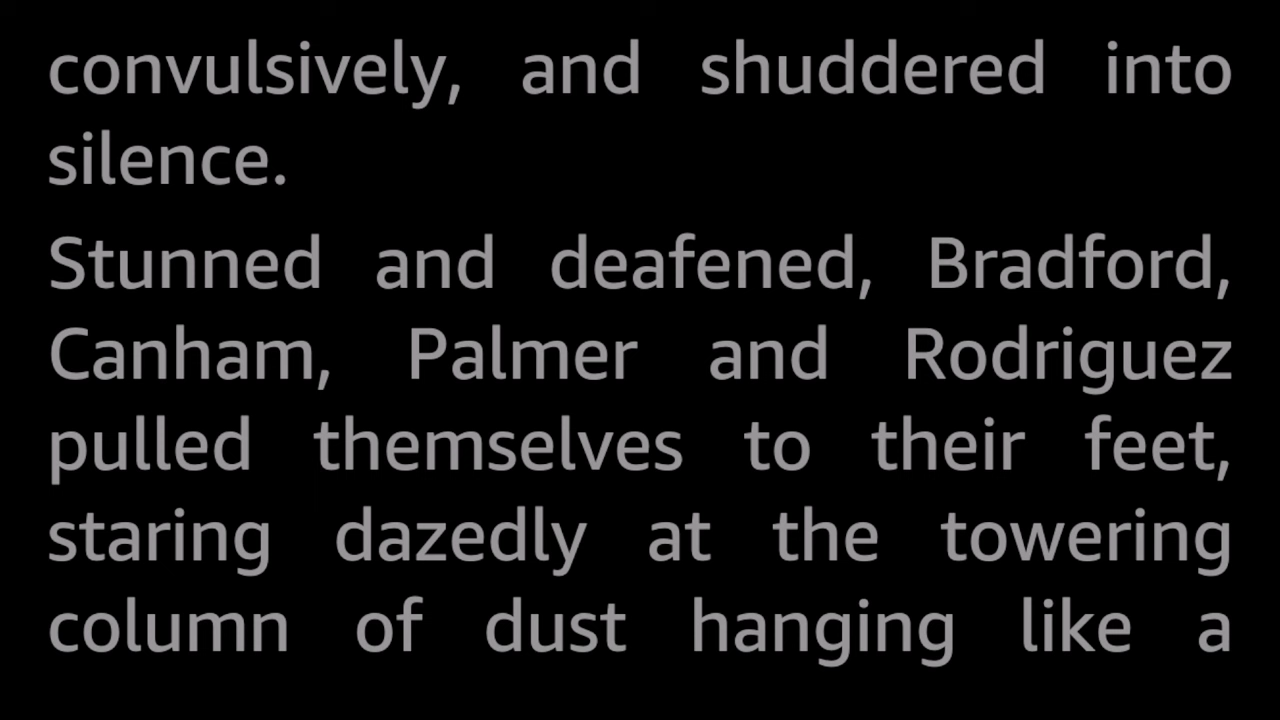 convulsively, and shuddered into
silence.
Stunned and deafened, Bradford,
Canham, Palmer and Rodriguez
pulled themselves to their feet,
staring dazedly at the towering
column of dust hanging like a